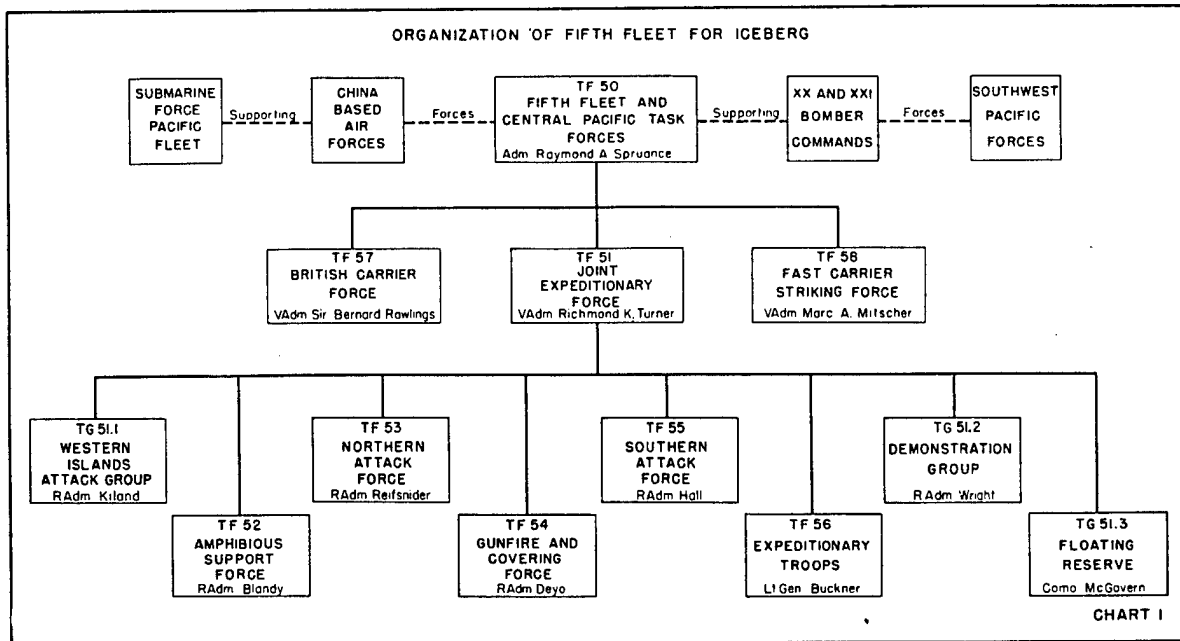 ORGANIZATION OF FIFTH FLEET FOR ICEBERG
SUBMARINE
FORCE
PACIFIC
FLEET
Supporting
CHINA
BASED
AIR
FORCES
Forces
TF 50
FIFTH FLEET AND
CENTRAL PACIFIC TASK
FORCES
Adm Raymond A Spruance
Supporting
XX AND XXI
BOMBER
COMMANDS
Forces
SOUTHWEST
PACIFIC
FORCES
TF 57
BRITISH CARRIER
FORCE
VAdm Sir Bernard Rawlings
TF 51
JOINT
EXPEDITIONARY
FORCE
VAdm Richmond K. Turner
TF 58
FAST CARRIER
STRIKING FORCE
VAdm Marc A. Mitscher
TG 51.1
WESTERN
ISLANDS
ATTACK GROUP
RAdm Kiland
TF 53
NORTHERN
ATTACK
FORCE
RAdm Reifsnider
TF 55
SOUTHERN
ATTACK
FORCE
RAdm Hall
TG 51.2
DEMONSTRATION
GROUP
RAdm Wright
TF 52
AMPHIBIOUS
SUPPORT
FORCE
RAdm Blandy
TF 54
GUNFIRE AND
COVERING FORCE
RAdm Deyo
TF 56
EXPEDITIONARY
TROOPS
Lt Gen Buckner
TG 51.3
FLOATING
RESERVE
Como McGovern
CHART I